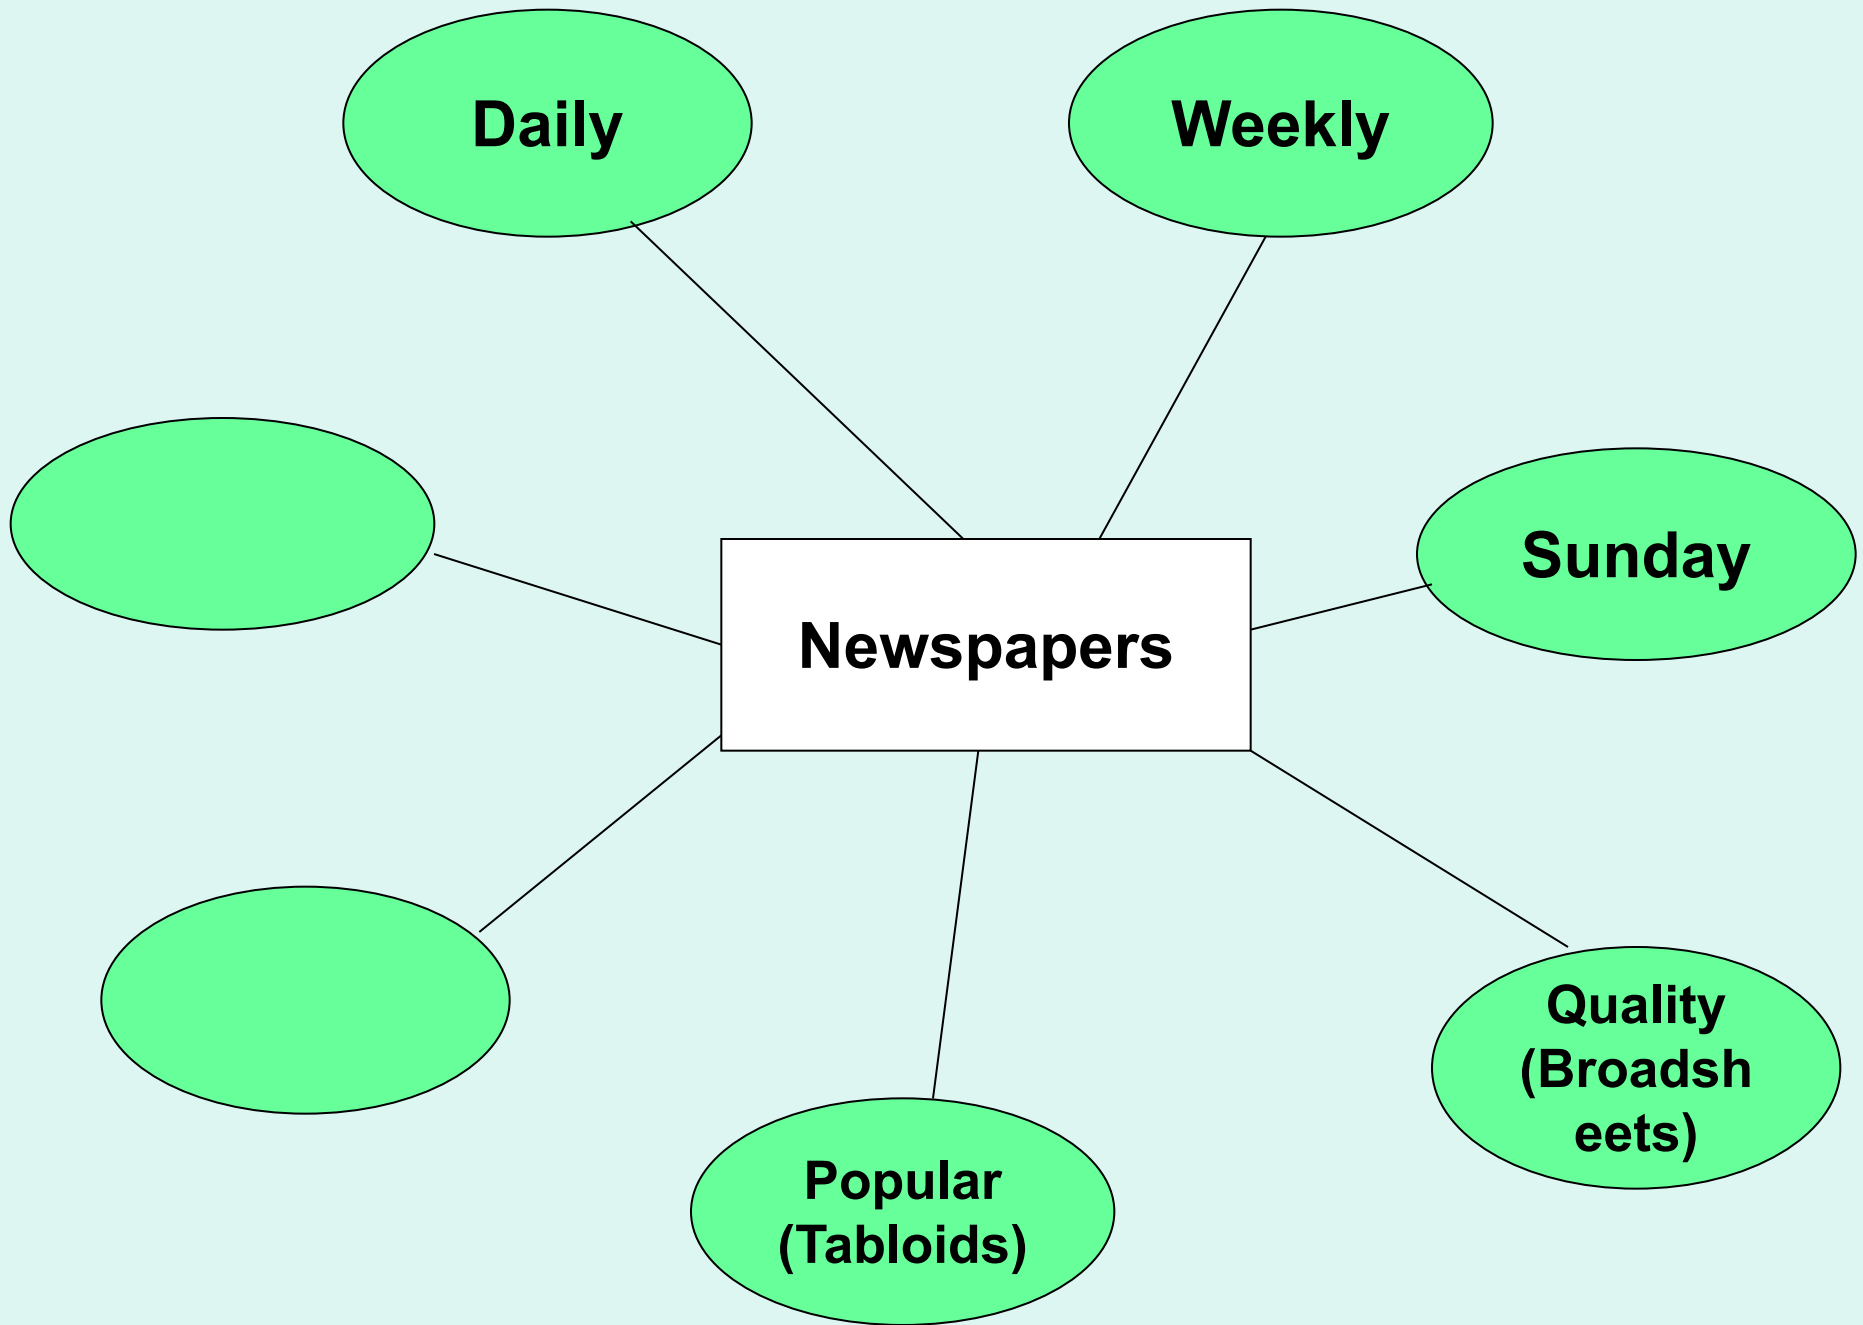 Daily
Weekly
Sunday
Newspapers
Quality
(Broadsh
eets)
Popular
(Tabloids)